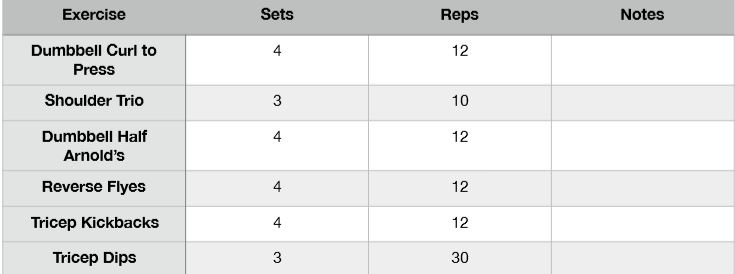 Exercise Sets Reps Notes
Dumbbell Curl to
Press 4 12
Shoulder Trio 3 10
Dumbbell Half
Arnold’s 4 12
Reverse Flyes 4 12
Tricep Kickbacks 4 12
Tricep Dips 3 30